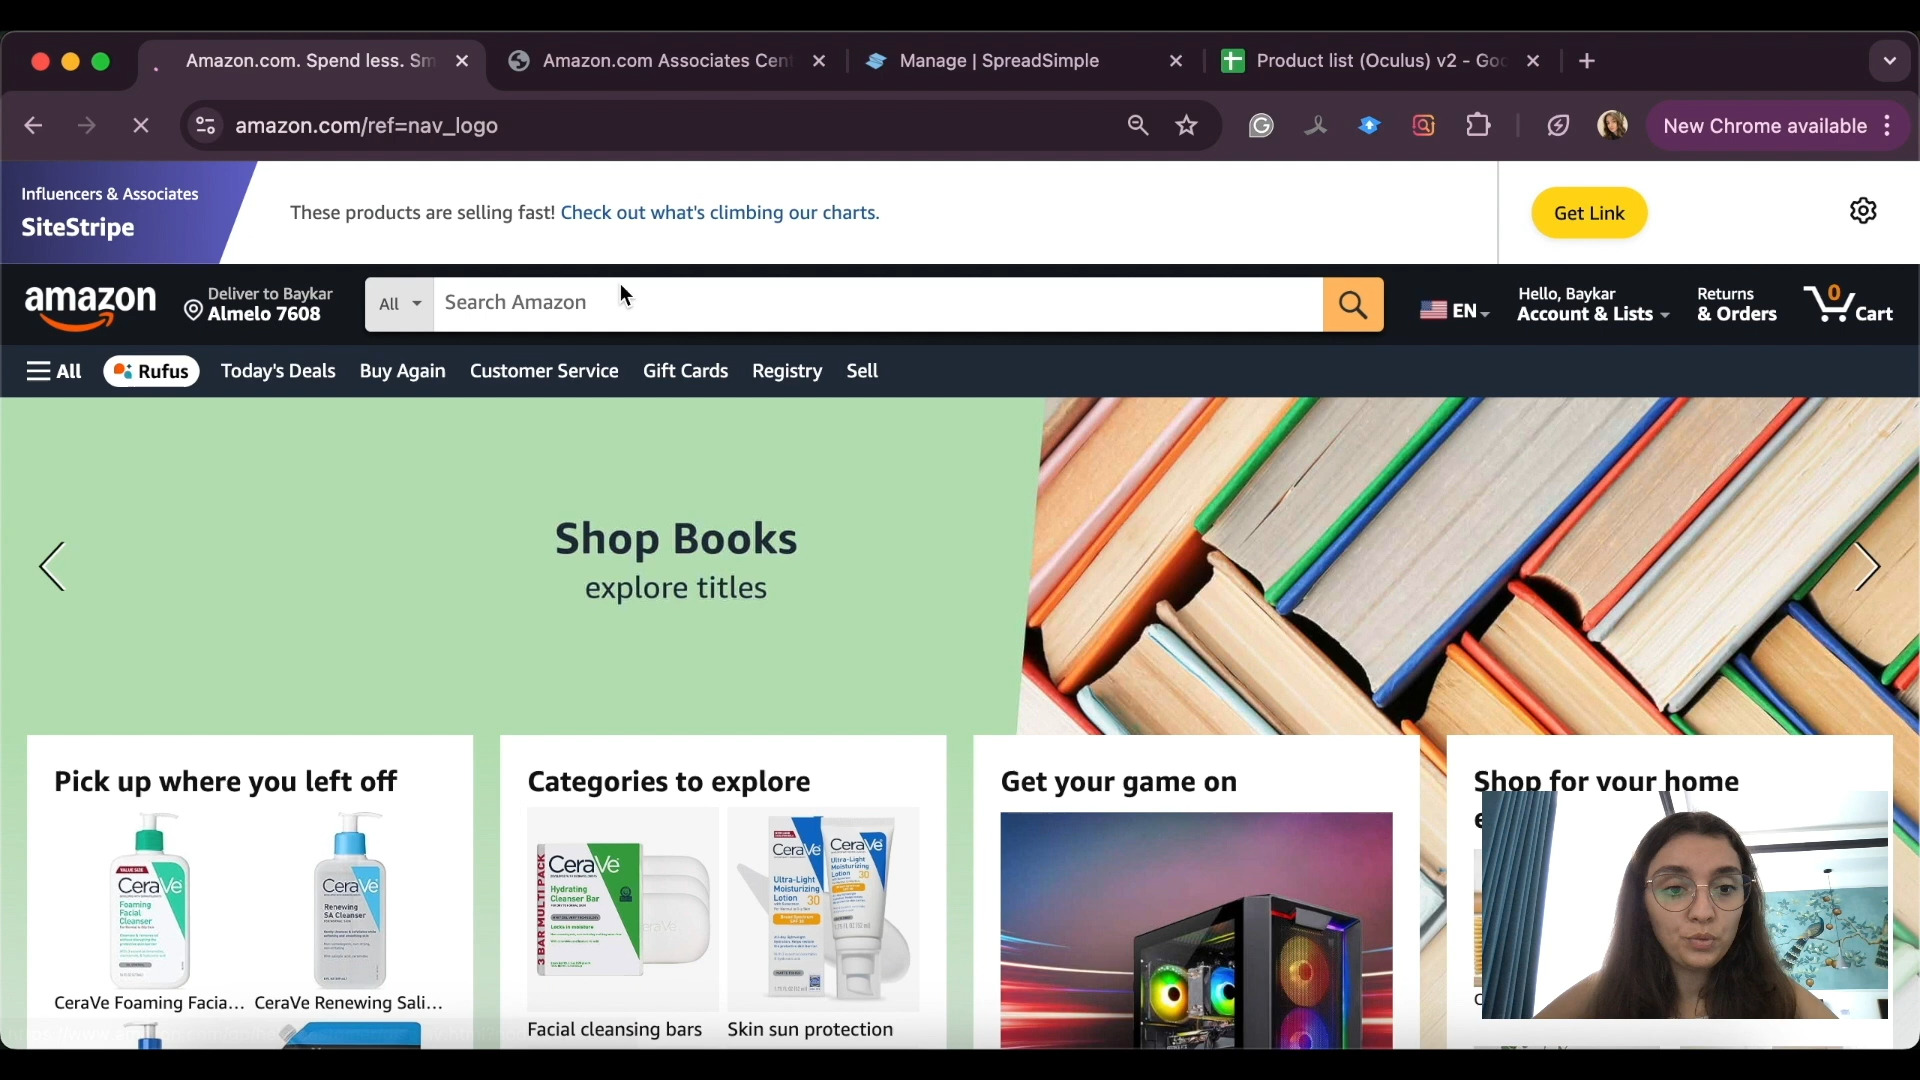 Amazon.com. Spend less. Sm
Amazon.com Associates Cent
Manage | SpreadSimple
Product list (Oculus) v2 - Goo
amazon.com/ref=nav_logo
New Chrome available
Influencers & Associates
SiteStripe
These products are selling fast! Check out what's climbing our charts.
Get Link
amazon
Deliver to Baykar
Almelo 7608
All
Search Amazon
EN
Hello, Baykar
Account & Lists
Returns
& Orders
0
Cart
All
Rufus
Today's Deals
Buy Again
Customer Service
Gift Cards
Registry
Sell
Shop Books
explore titles
Pick up where you left off
CeraVe
Foaming
Facial
Cleanser
CeraVe
Renewing
SA Cleanser
CeraVe Foaming Facia...
CeraVe Renewing Sali...
Categories to explore
3 BAR MULTI PACK
CeraVe
Hydrating
Cleanser Bar
Facial cleansing bars
CeraVe
Ultra-Light
Moisturizing
Lotion
30
CeraVe
Ultra-Light
Moisturizing
Lotion
30
Skin sun protection
Get your game on
Shop for your home